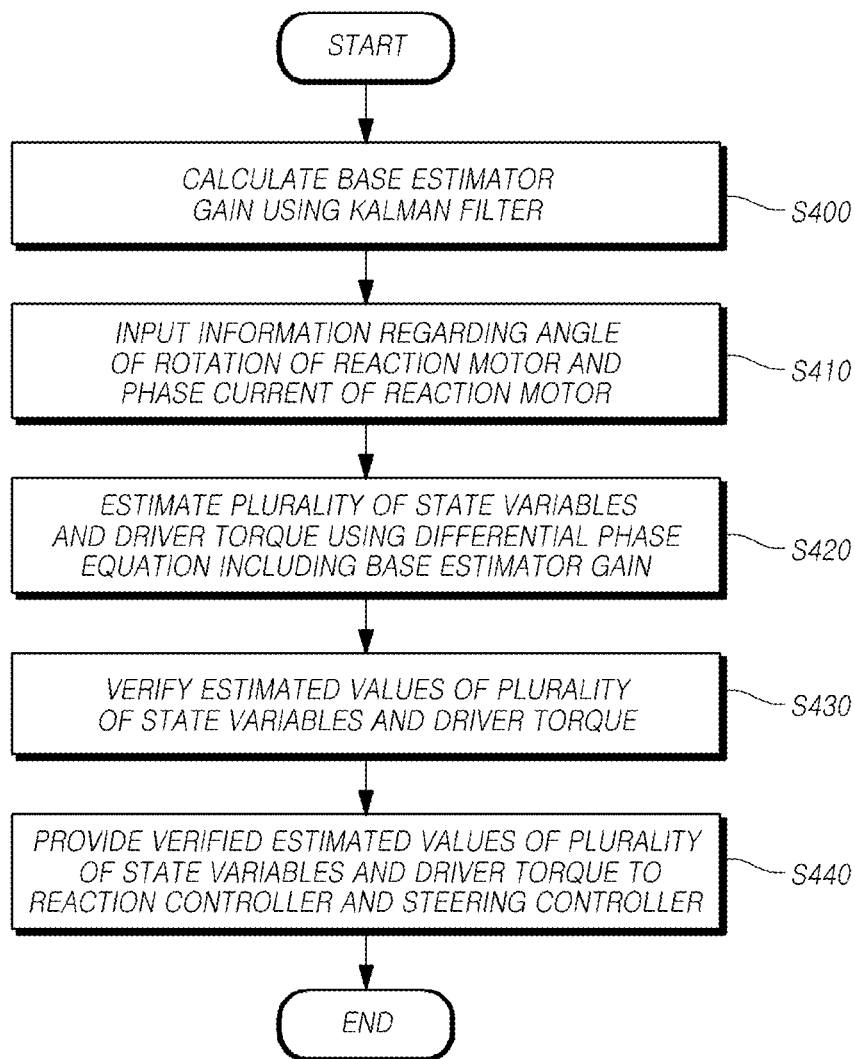 START
CALCULATE BASE ESTIMATOR
GAIN USING KALMAN FILTER
S400
INPUT INFORMATION REGARDING ANGLE
OF ROTATION OF REACTION MOTOR AND
PHASE CURRENT OF REACTION MOTOR
S410
ESTIMATE PLURALITY OF STATE VARIABLES
AND DRIVER TORQUE USING DIFFERENTIAL PHASE
EQUATION INCLUDING BASE ESTIMATOR GAIN
S420
VERIFY ESTIMATED VALUES OF PLURALITY
OF STATE VARIABLES AND DRIVER TORQUE
S430
PROVIDE VERIFIED ESTIMATED VALUES OF PLURALITY
OF STATE VARIABLES AND DRIVER TORQUE TO
REACTION CONTROLLER AND STEERING CONTROLLER
S440
END